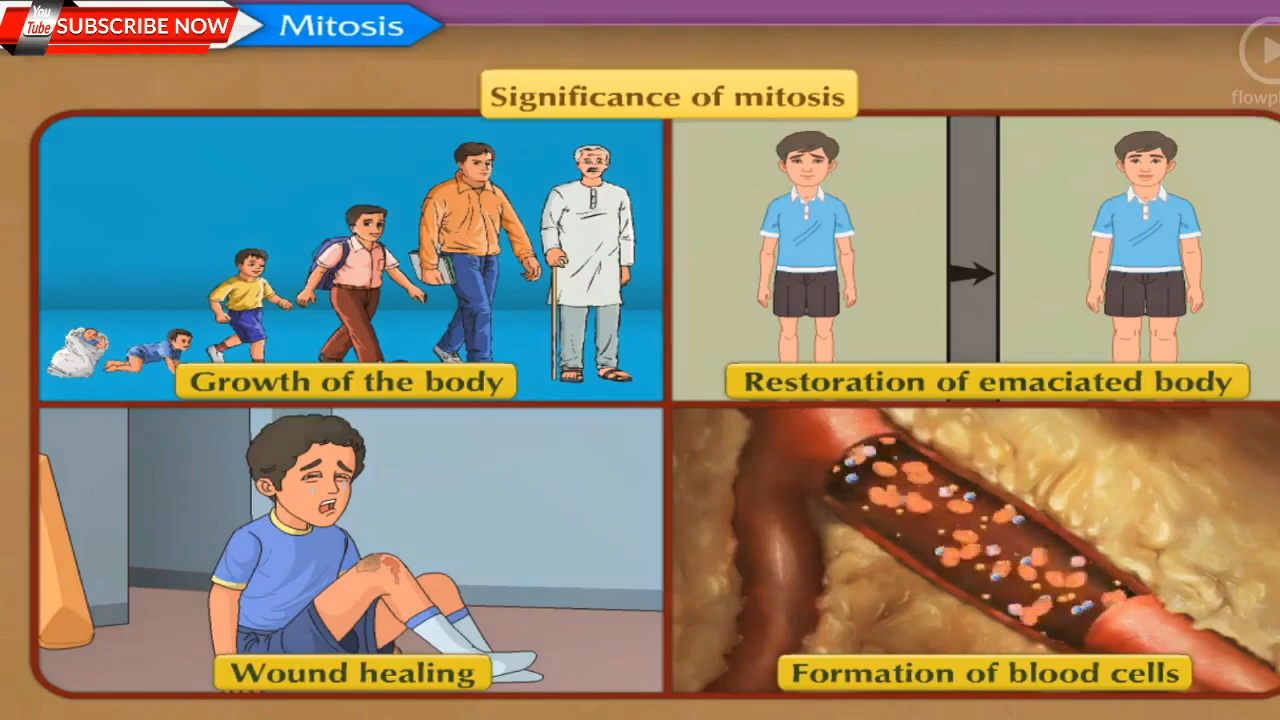 You
Tube
SUBSCRIBE NOW
Mitosis
Significance of mitosis
Growth of the body
Restoration of emaciated body
Wound healing
Formation of blood cells